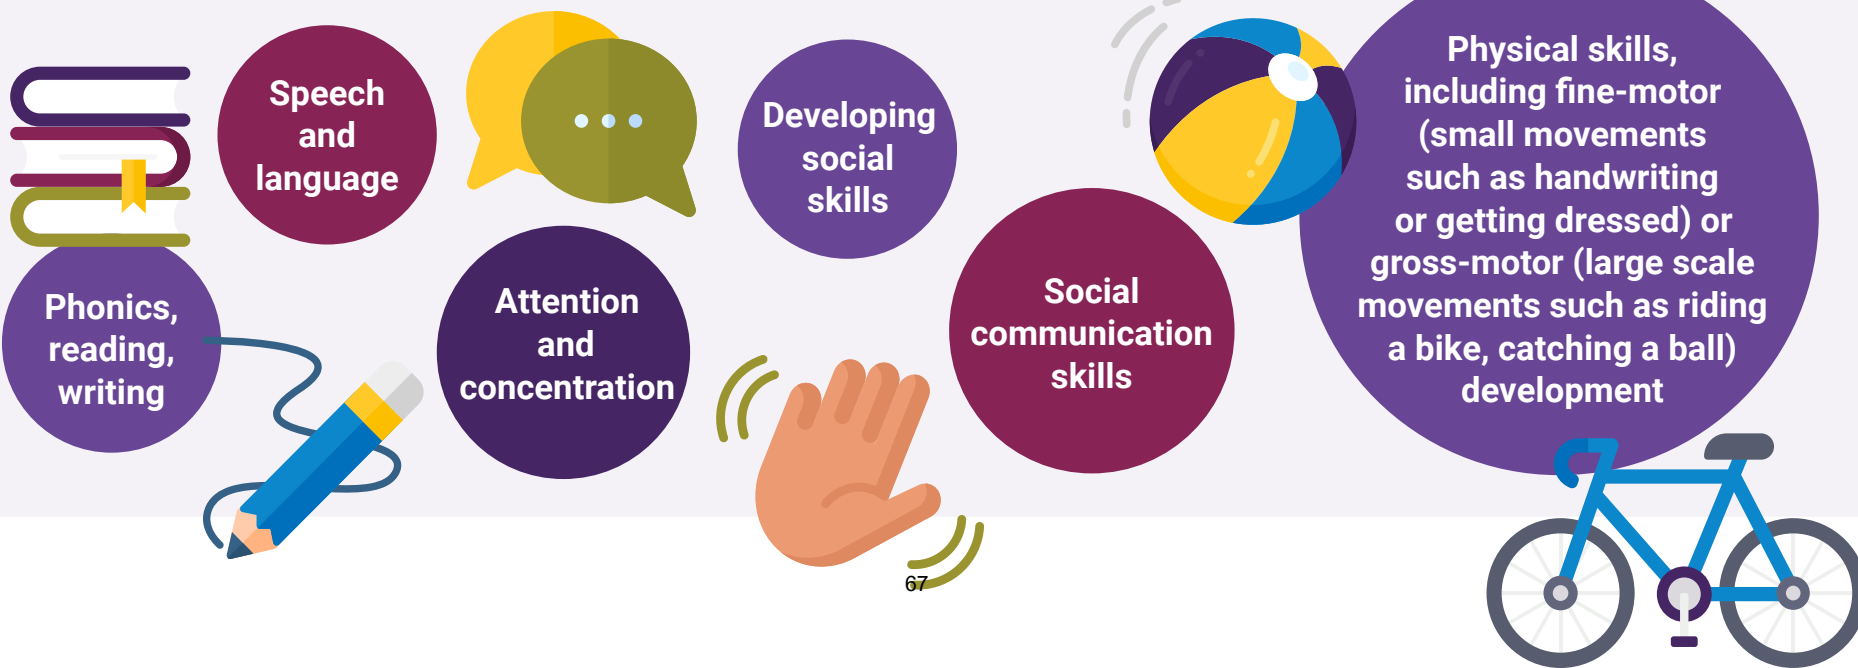 Speech
and
language
Developing
social
skills
Physical skills,
including fine-motor
(small movements
such as handwriting
or getting dressed) or
gross-motor (large scale
movements such as riding
a bike, catching a ball)
development
Phonics,
reading,
writing
Attention
and
concentration
Social
communication
skills
67